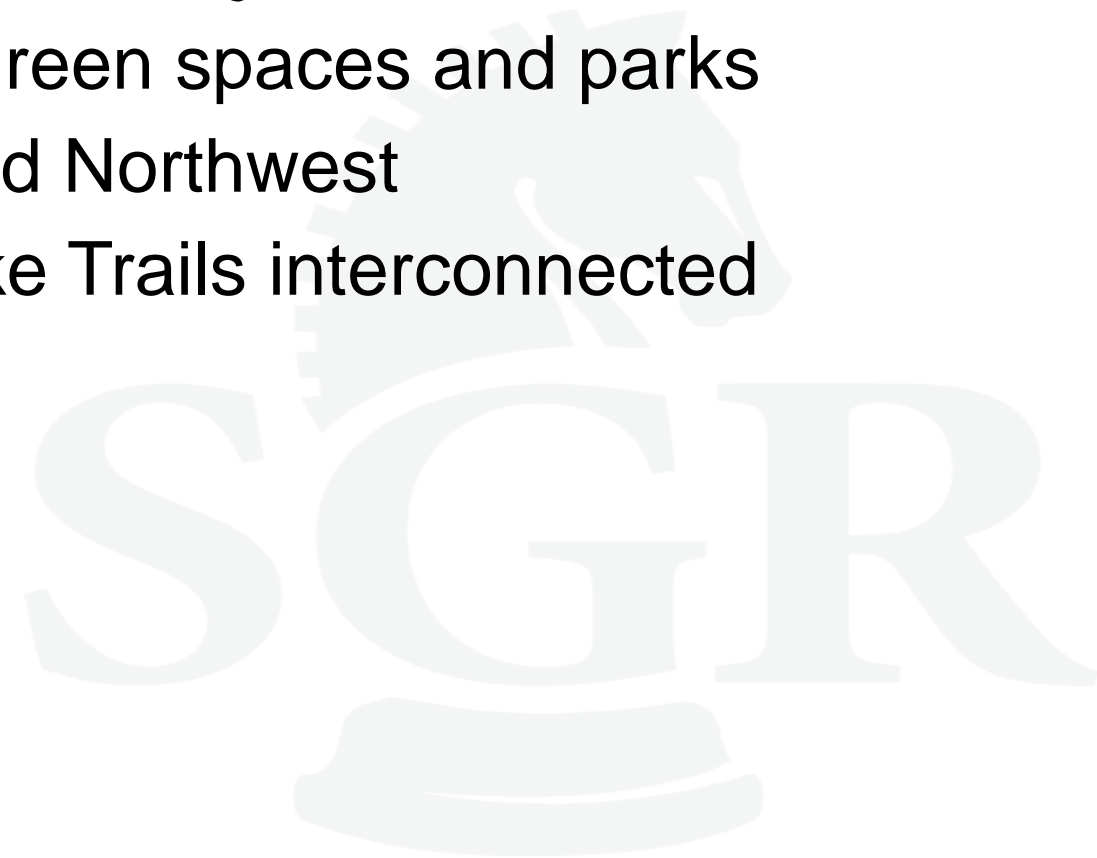 reen spaces and parks
d Northwest
ke Trails interconnected
SGR